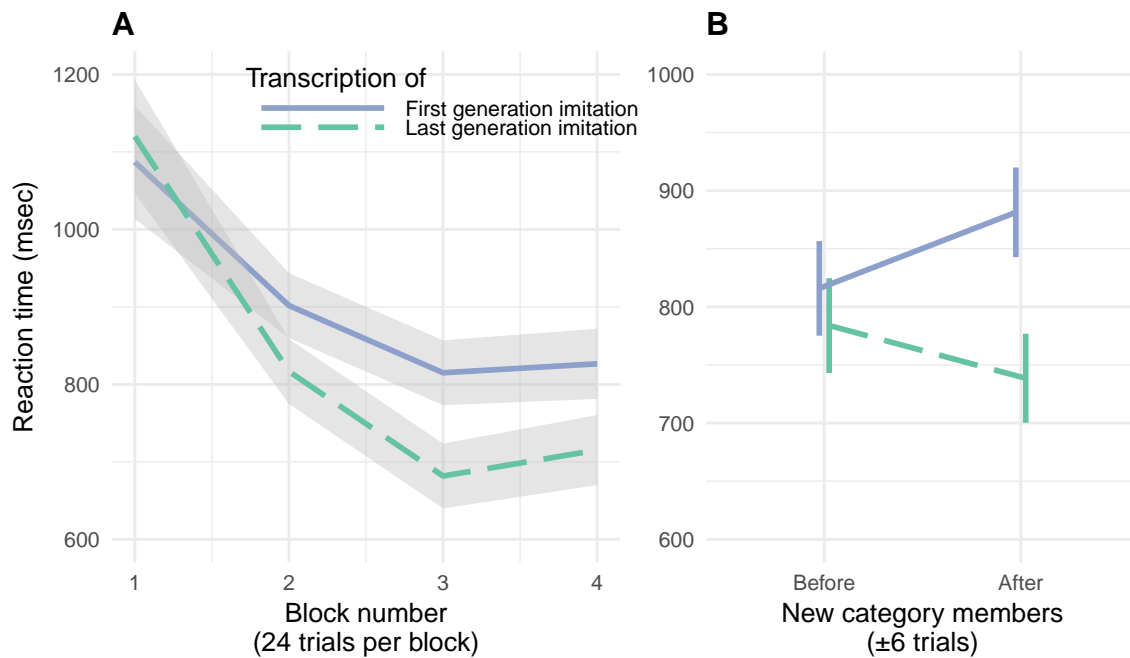 A
Transcription of
First generation imitation
Last generation imitation
1200
1000
800
600
Reaction time (msec)
1
2
3
4
Block number
(24 trials per block)
B
1000
900
800
700
600
Before
After
New category members
(±6 trials)